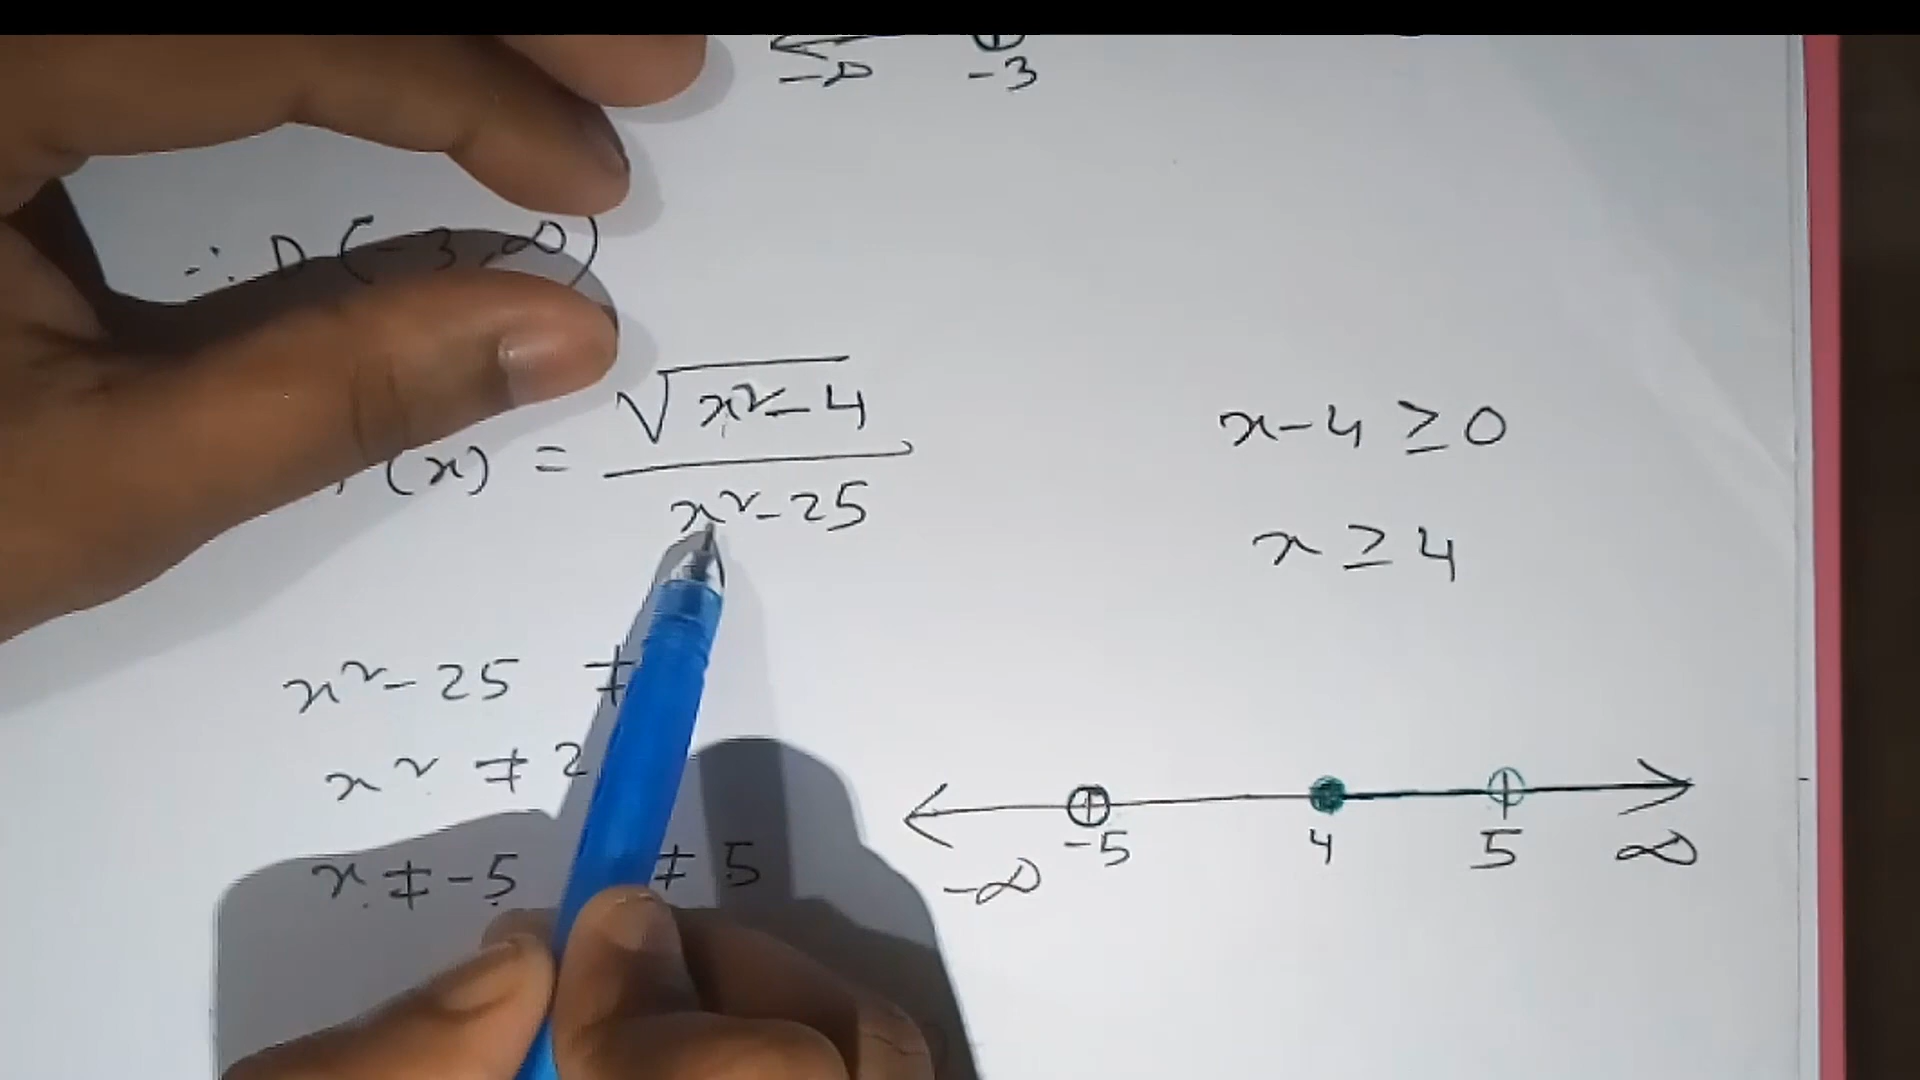 -∞ -3
∴ D (-3, ∞)
(x) = √(x²-4) / (x²-25)
x-4 ≥ 0
x ≥ 4
x²-25 ≠
x² ≠ 2
x ≠ -5 ≠ 5
-∞ -5 4 5 ∞